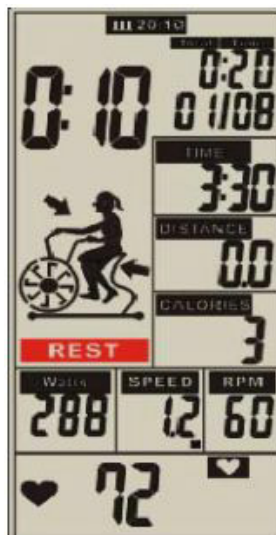 20:10
Total Time
0:10
0:20
01/08
TIME
3:30
DISTANCE
0.0
CALORIES
3
REST
Watts
SPEED
RPM
288
1.2
60
72